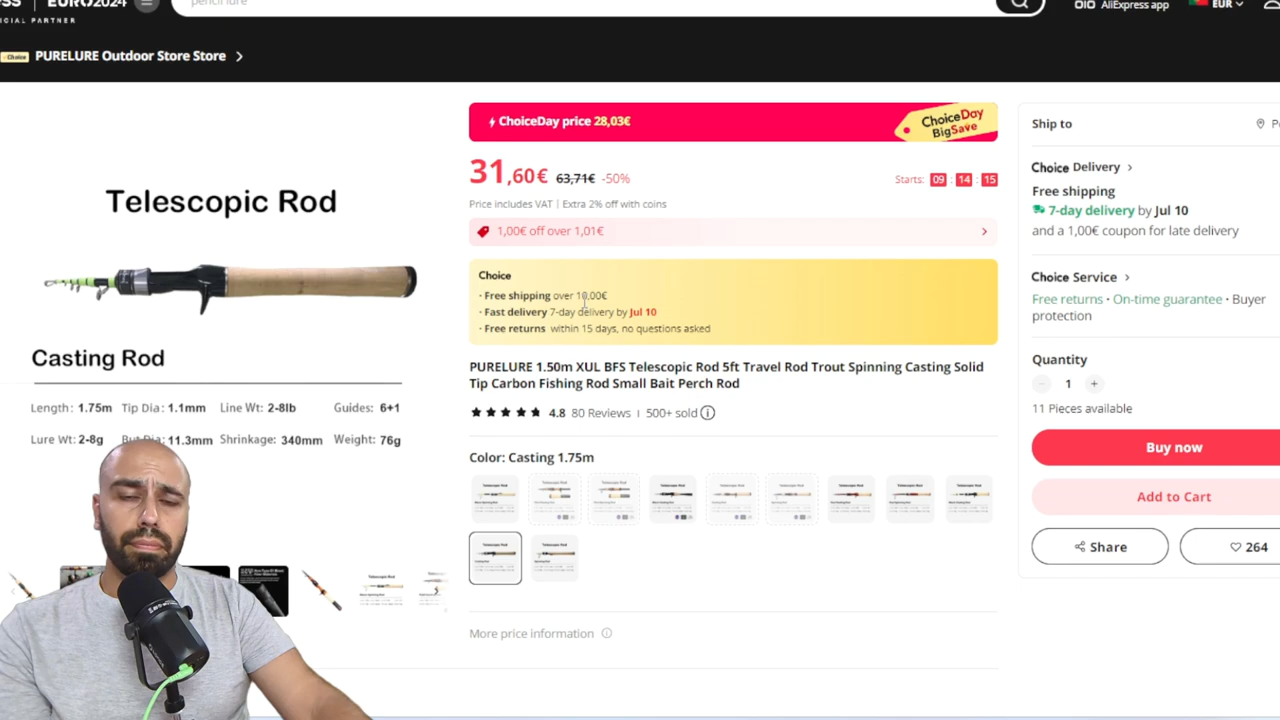 EURO2024
pencil lure
AliExpress app
EUR
CIAL PARTNER
Choice PURELURE Outdoor Store Store
Telescopic Rod
Casting Rod
Length: 1.75m Tip Dia: 1.1mm Line Wt: 2-8lb Guides: 6+1
Lure Wt: 2-8g But Dia: 11.3mm Shrinkage: 340mm Weight: 76g
ChoiceDay price 28,03€
ChoiceDay
BigSave
31,60€ 63,71€ -50%
Starts: 09 : 14 : 15
Price includes VAT | Extra 2% off with coins
1,00€ off over 1,01€
Choice
· Free shipping over 10,00€
· Fast delivery 7-day delivery by Jul 10
· Free returns within 15 days, no questions asked
PURELURE 1.50m XUL BFS Telescopic Rod 5ft Travel Rod Trout Spinning Casting Solid
Tip Carbon Fishing Rod Small Bait Perch Rod
4.8 80 Reviews | 500+ sold
Color: Casting 1.75m
More price information
Ship to
Choice Delivery
Free shipping
7-day delivery by Jul 10
and a 1,00€ coupon for late delivery
Choice Service
Free returns · On-time guarantee · Buyer
protection
Quantity
1
11 Pieces available
Buy now
Add to Cart
Share
264